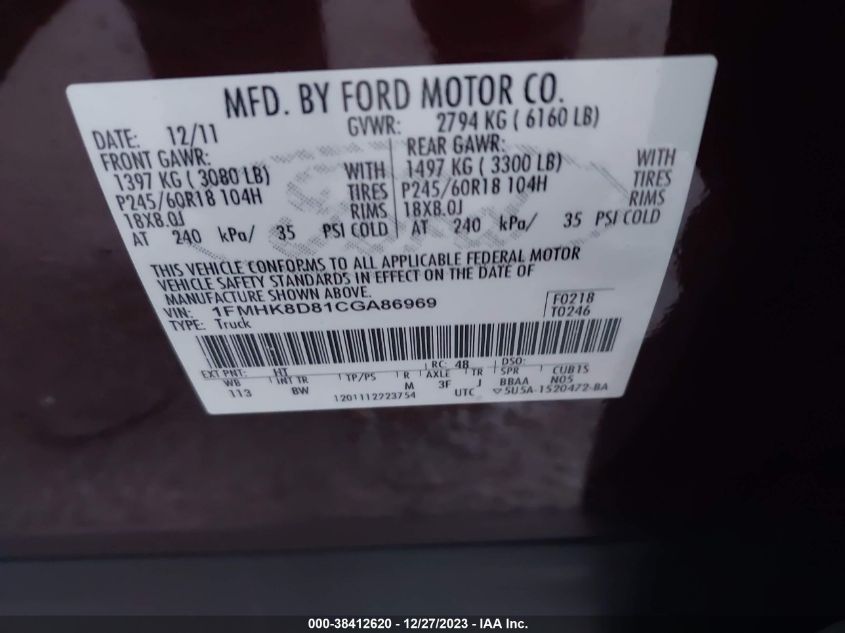 MFD. BY FORD MOTOR CO.
DATE: 12/11 GVWR: 2794 KG ( 6160 LB)
FRONT GAWR: REAR GAWR:
1397 KG ( 3080 LB) WITH 1497 KG ( 3300 LB) WITH
P245/60R18 104H TIRES P245/60R18 104H TIRES
18X8.0J RIMS 18X8.0J RIMS
AT 240 kPa/ 35 PSI COLD AT 240 kPa/ 35 PSI COLD
THIS VEHICLE CONFORMS TO ALL APPLICABLE FEDERAL MOTOR
VEHICLE SAFETY STANDARDS IN EFFECT ON THE DATE OF
MANUFACTURE SHOWN ABOVE.
VIN: 1FMHK8D81CGA86969 F0218
TYPE: Truck T0246
EXT PNT: HT RC: 48 DSO:
WB INT TR TP/PS R AXLE TR SPR CUB1S
113 BW M 3F J BBAA N05
1201112223754 UTC ▽5U5A-1520472-BA
000-38412620 - 12/27/2023 - IAA Inc.